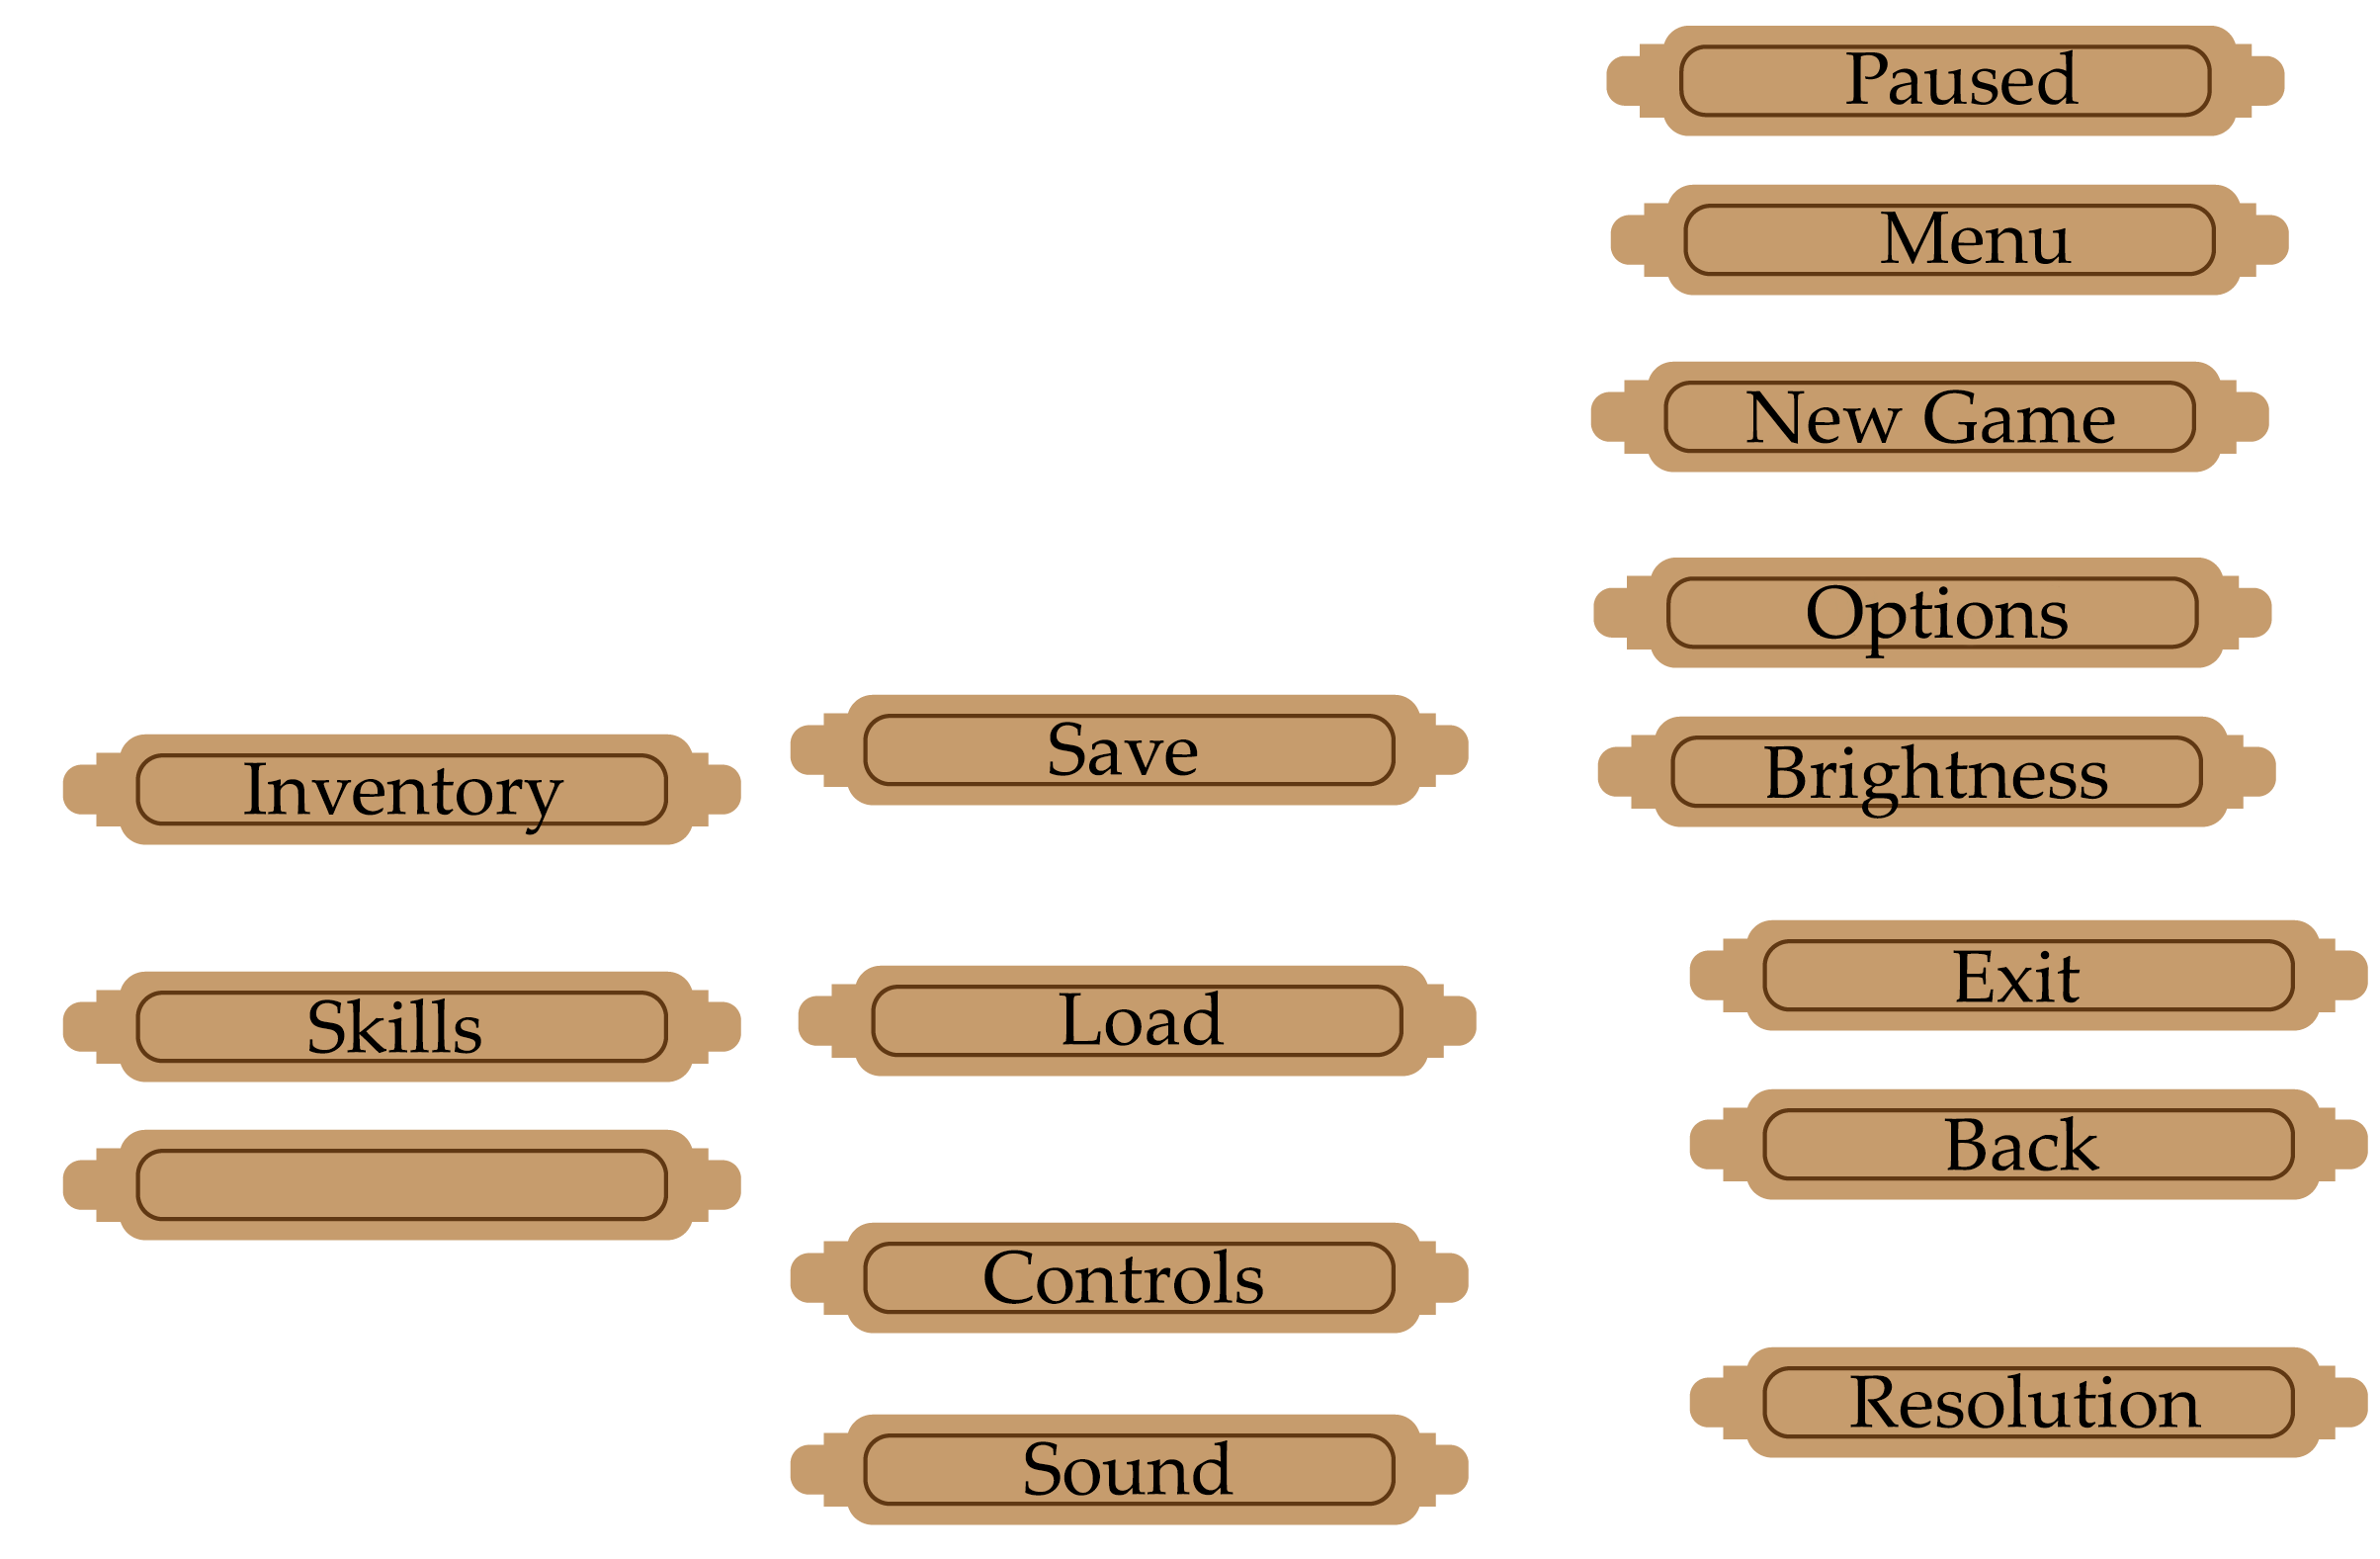 Paused
Menu
New Game
Options
Save
Brightness
Inventory
Exit
Load
Skills
Back
Controls
Resolution
Sound